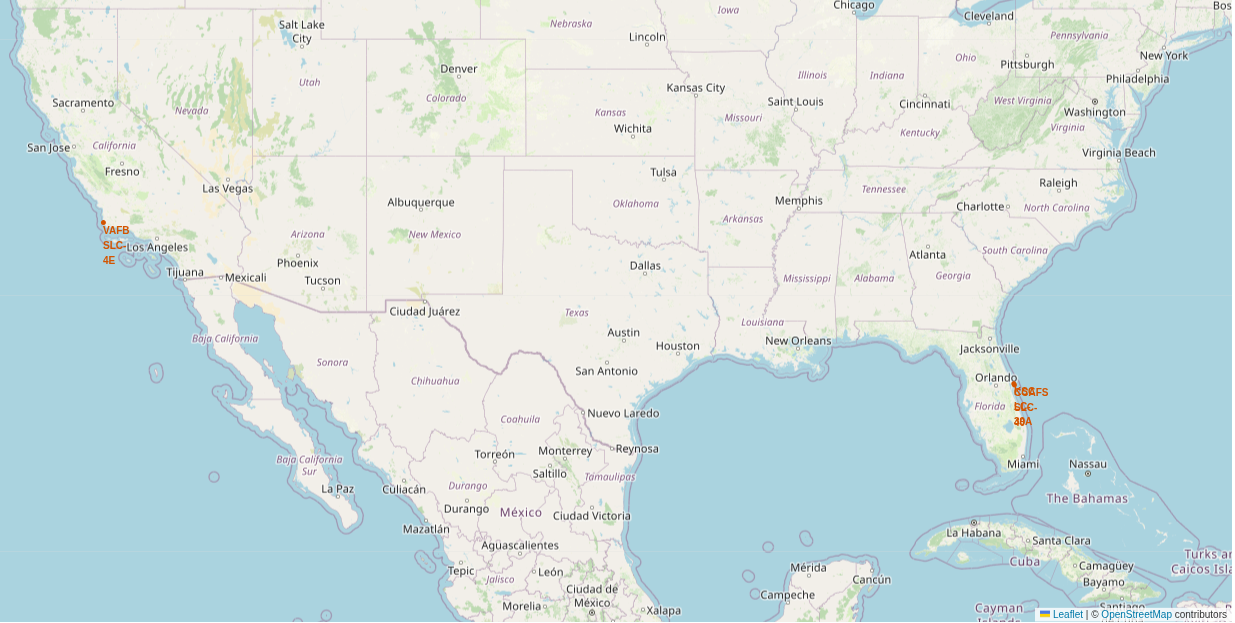 Chicago
Bos
Iowa
Cleveland
Salt Lake
City
Nebraska
Lincoln
Pennsylvania
New York
Pittsburgh
Ohio
Denver
Utah
Illinois
Indiana
Philadelphia
Colorado
Kansas City
Saint Louis
Cincinnati
West Virginia
Washington
Sacramento
Nevada
Kansas
Missouri
Wichita
Kentucky
Virginia
San Jose
California
Virginia Beach
Fresno
Tulsa
Las Vegas
Tennessee
Raleigh
Albuquerque
Oklahoma
Memphis
Charlotte
North Carolina
Arkansas
VAFB
SLC-
4E
Los Angeles
Arizona
New Mexico
South Carolina
Atlanta
Phoenix
Dallas
Tijuana
Mexicali
Tucson
Mississippi
Alabama
Georgia
Ciudad Juárez
Texas
Louisiana
Austin
Baja California
Houston
New Orleans
Jacksonville
Sonora
Chihuahua
San Antonio
Orlando
CCAFS
SLC-
Florida
Coahuila
Nuevo Laredo
Torreón
Monterrey
Reynosa
Baja California
Sur
Saltillo
Tamaulipas
Miami
Nassau
La Paz
Culiacán
Durango
The Bahamas
Durango
México
Ciudad Victoria
Mazatlán
La Habana
Santa Clara
Aguascalientes
Cuba
Turks an
Caicos Isla
Tepic
León
Jalisco
Mérida
Cancún
Camagüey
Bayamo
Ciudad de
México
Campeche
Morelia
Xalapa
Cayman
Santiago
Leaflet | © OpenStreetMap contributors